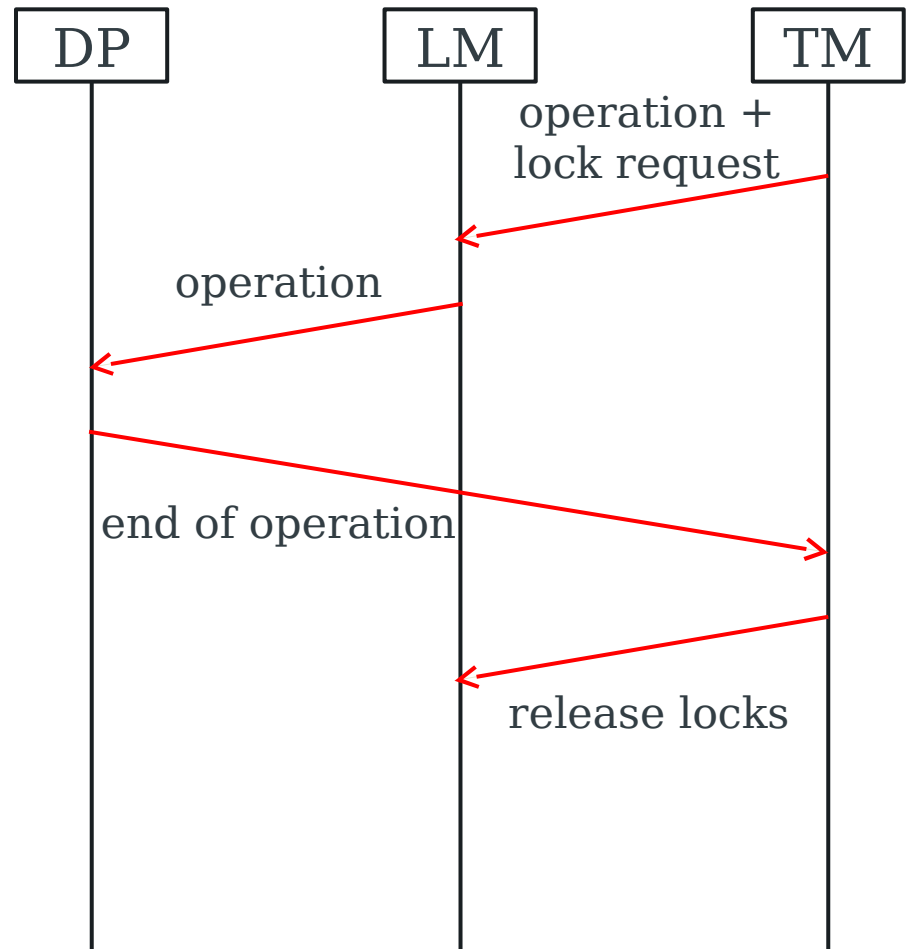 DP
LM
TM
operation +
lock request
operation
end of operation
release locks